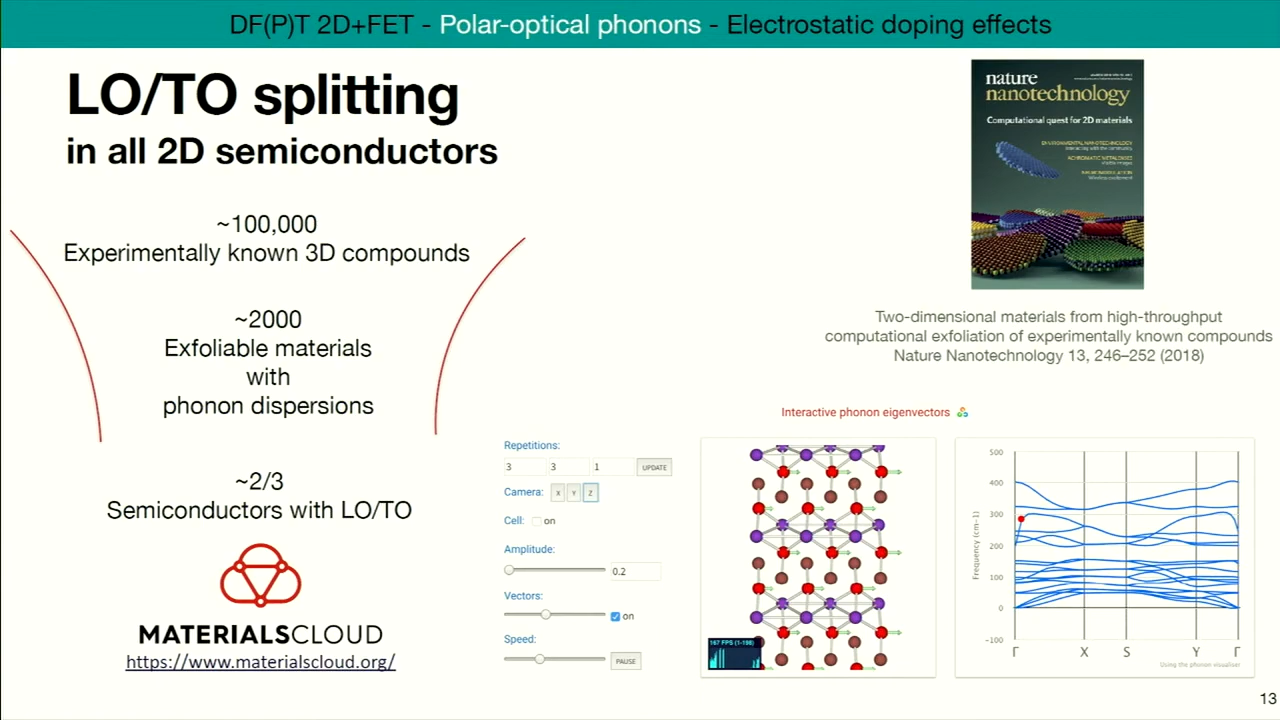 DF(P)T 2D+FET - Polar-optical phonons - Electrostatic doping effects
LO/TO splitting
in all 2D semiconductors
~100,000
Experimentally known 3D compounds
~2000
Exfoliable materials
with
phonon dispersions
~2/3
Semiconductors with LO/TO
MATERIALSCLOUD
https://www.materialscloud.org/
nature
nanotechnology
Computational quest for 2D materials
Two-dimensional materials from high-throughput
computational exfoliation of experimentally known compounds
Nature Nanotechnology 13, 246–252 (2018)
Interactive phonon eigenvectors
Repetitions:
3 3 1 UPDATE
Camera: X Y Z
Cell: on
Amplitude:
0.2
Vectors:
on
Speed:
PAUSE
167 FPS (1-198)
500
400
300
200
100
0
−100
Frequency (cm−1)
Γ X S Y Γ
Using the phonon visualiser
13